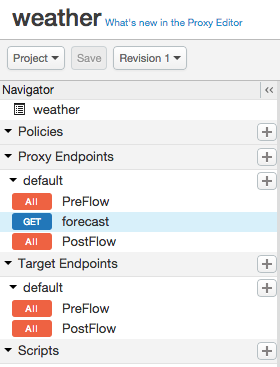 weather What's new in the Proxy Editor
Project Save Revision 1
Navigator
weather
Policies
Proxy Endpoints
default
All PreFlow
GET forecast
All PostFlow
Target Endpoints
default
All PreFlow
All PostFlow
Scripts